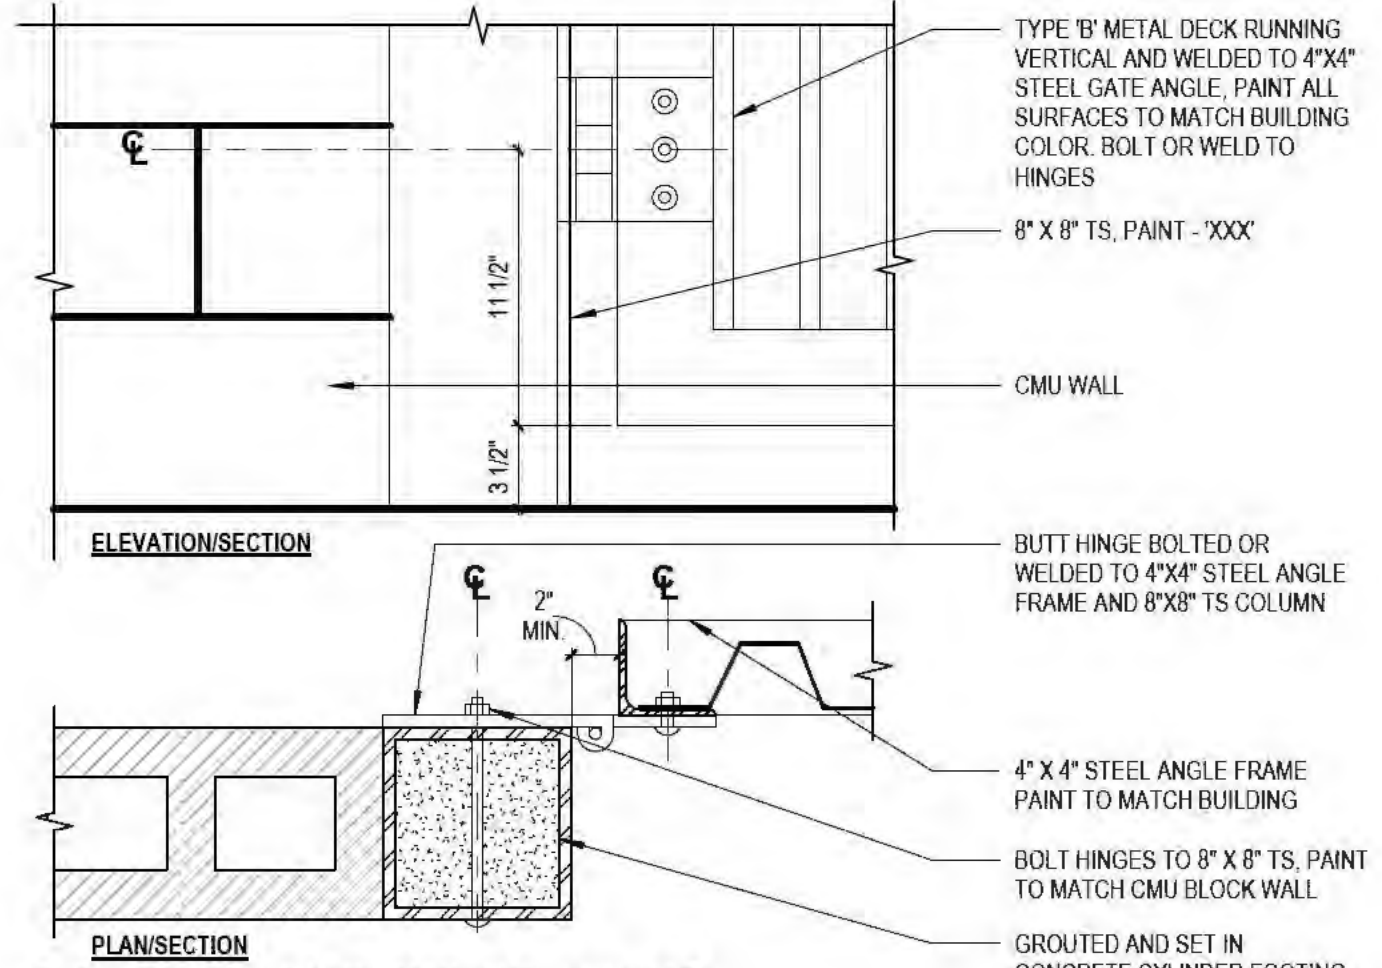 TYPE 'B' METAL DECK RUNNING
VERTICAL AND WELDED TO 4"X4"
STEEL GATE ANGLE, PAINT ALL
SURFACES TO MATCH BUILDING
COLOR. BOLT OR WELD TO
HINGES
8" X 8" TS, PAINT - 'XXX'
CMU WALL
℄
11 1/2"
3 1/2"
ELEVATION/SECTION
BUTT HINGE BOLTED OR
WELDED TO 4"X4" STEEL ANGLE
FRAME AND 8"X8" TS COLUMN
℄
2"
MIN.
℄
4" X 4" STEEL ANGLE FRAME
PAINT TO MATCH BUILDING
BOLT HINGES TO 8" X 8" TS, PAINT
TO MATCH CMU BLOCK WALL
GROUTED AND SET IN
CONCRETE CYLINDER FOOTING
PLAN/SECTION